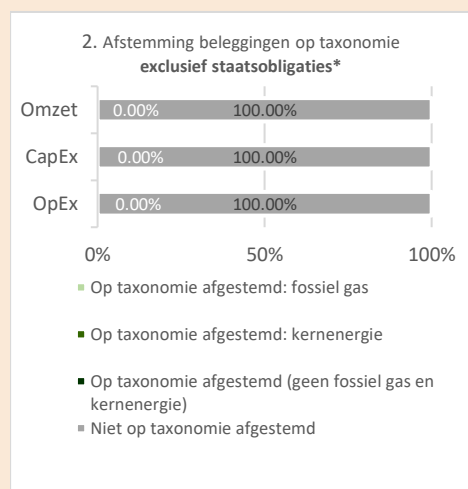 2. Afstemming beleggingen op taxonomie
exclusief staatsobligaties*
Omzet 0.00% 100.00%
CapEx 0.00% 100.00%
OpEx 0.00% 100.00%
0% 50% 100%
Op taxonomie afgestemd: fossiel gas
Op taxonomie afgestemd: kernenergie
Op taxonomie afgestemd (geen fossiel gas en
kernenergie)
Niet op taxonomie afgestemd